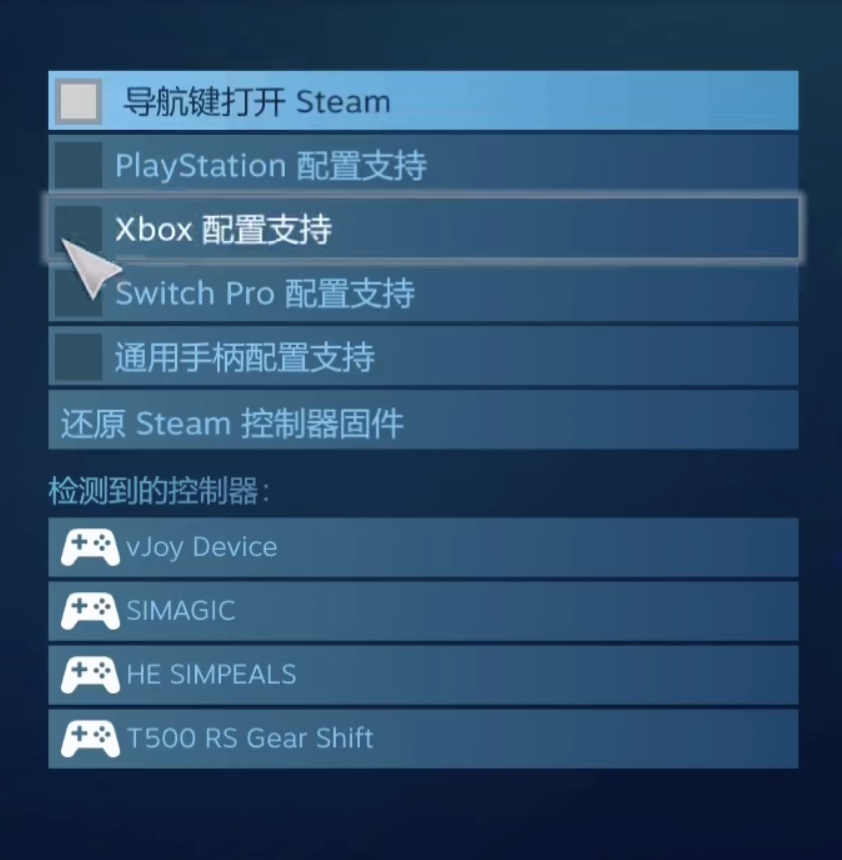 导航键打开 Steam
PlayStation 配置支持
Xbox 配置支持
Switch Pro 配置支持
通用手柄配置支持
还原 Steam 控制器固件
检测到的控制器：
vJoy Device
SIMAGIC
HE SIMPEALS
T500 RS Gear Shift